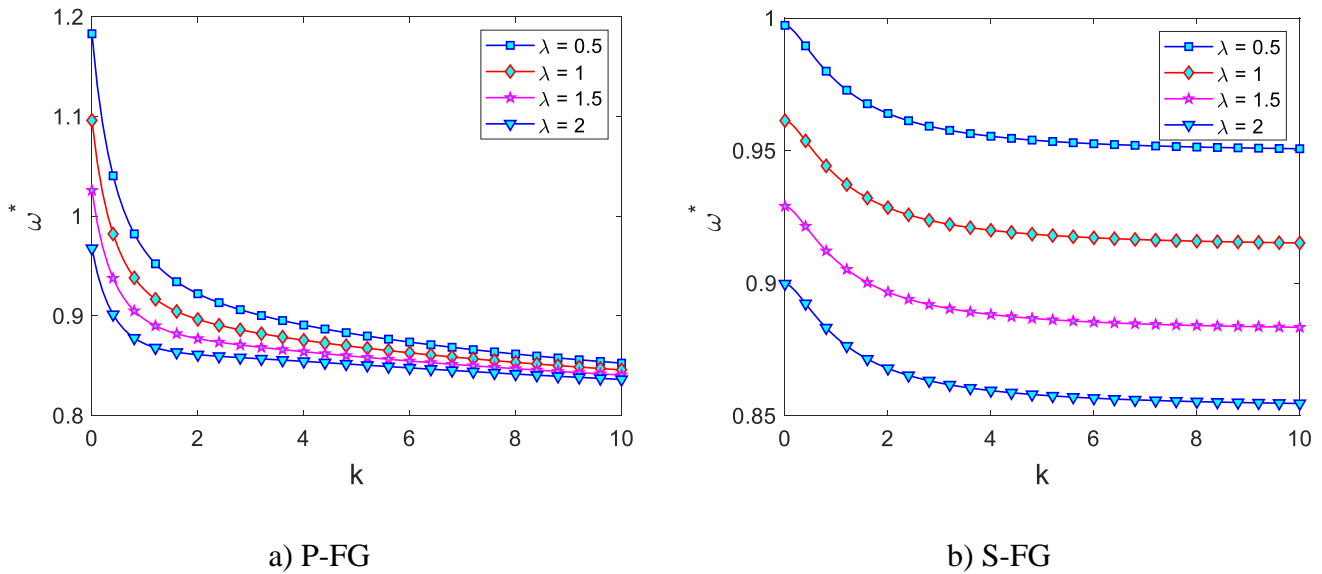 1.2
1.1
1
0.9
0.8
ω*
0 2 4 6 8 10
k
λ = 0.5
λ = 1
λ = 1.5
λ = 2
a) P-FG
1
0.95
0.9
0.85
ω*
0 2 4 6 8 10
k
λ = 0.5
λ = 1
λ = 1.5
λ = 2
b) S-FG